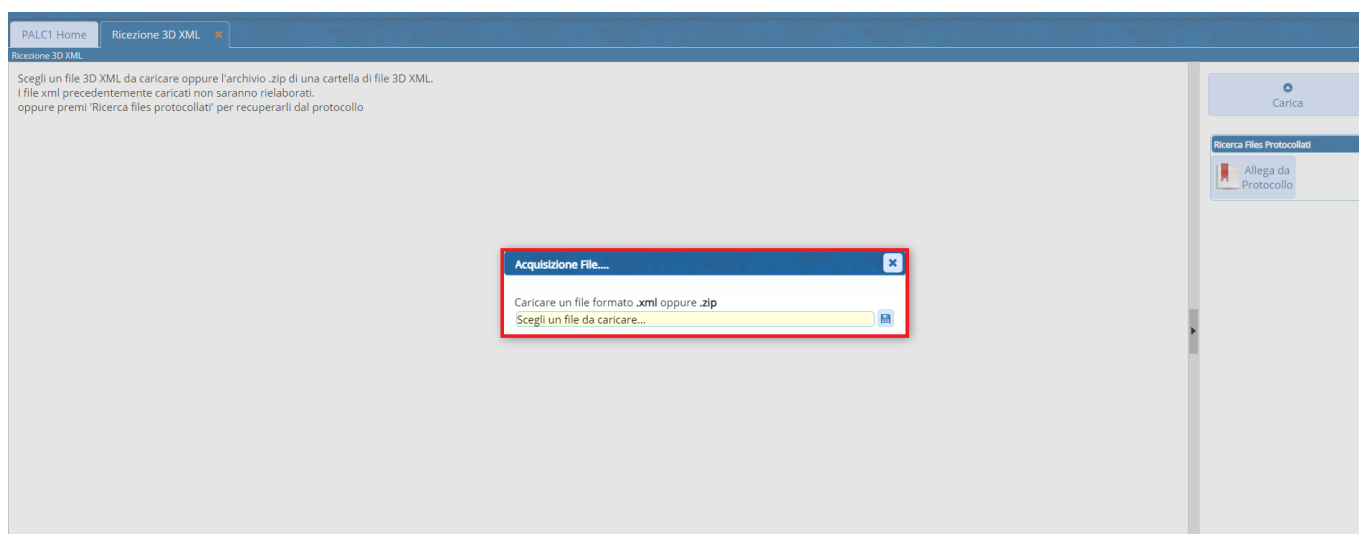 PALC1 Home
Ricezione 3D XML
Ricezione 3D XML
Scegli un file 3D XML da caricare oppure l'archivio .zip di una cartella di file 3D XML.
I file xml precedentemente caricati non saranno rielaborati.
oppure premi 'Ricerca files protocollati' per recuperarli dal protocollo
Carica
Ricerca Files Protocollati
Allega da
Protocollo
Acquisizione File....
Caricare un file formato .xml oppure .zip
Scegli un file da caricare...